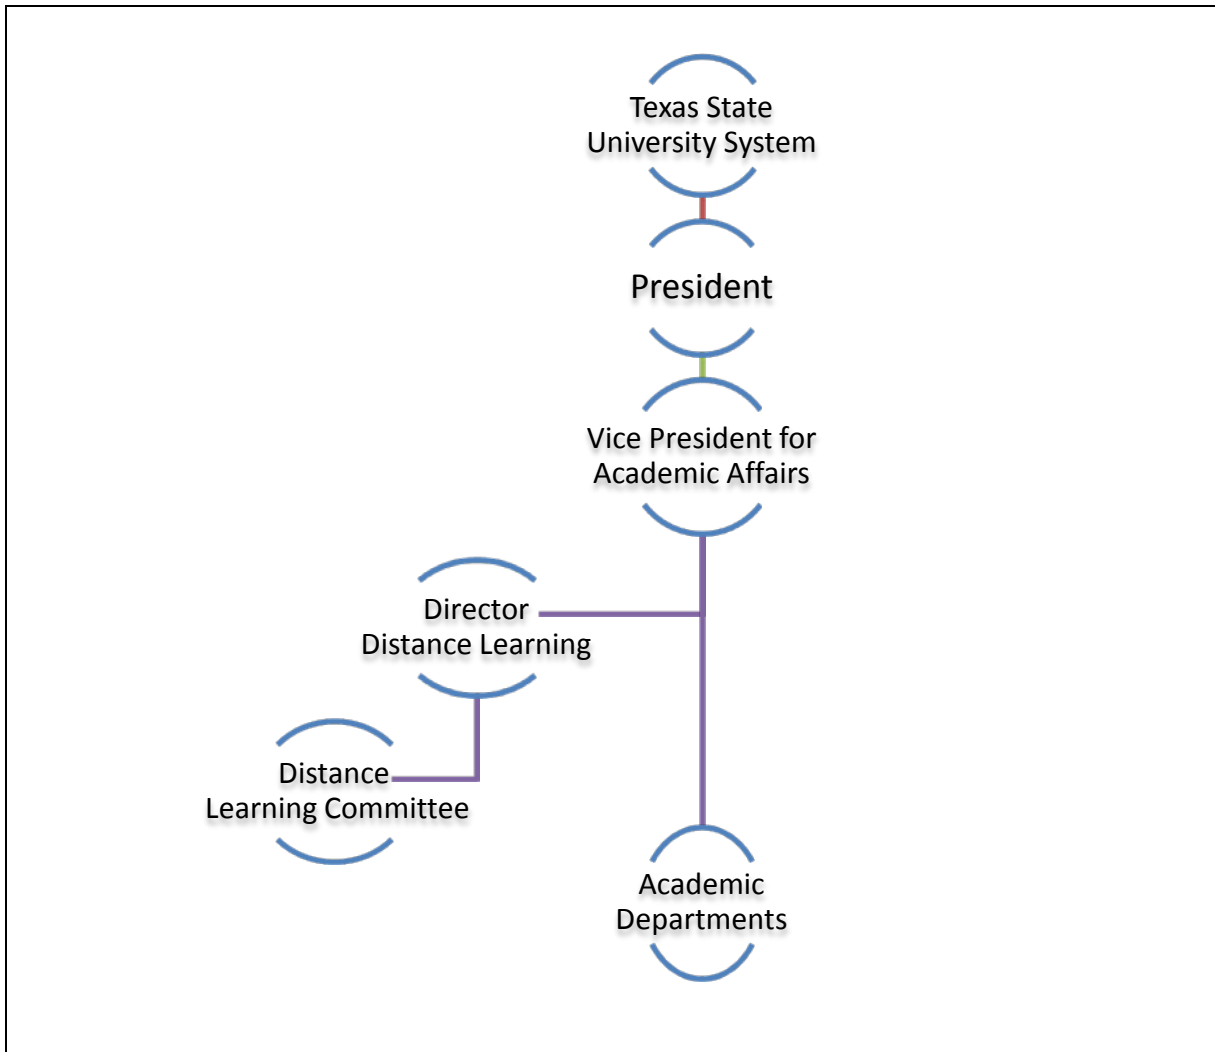 Texas State
University System
President
Vice President for
Academic Affairs
Director
Distance Learning
Distance
Learning Committee
Academic
Departments